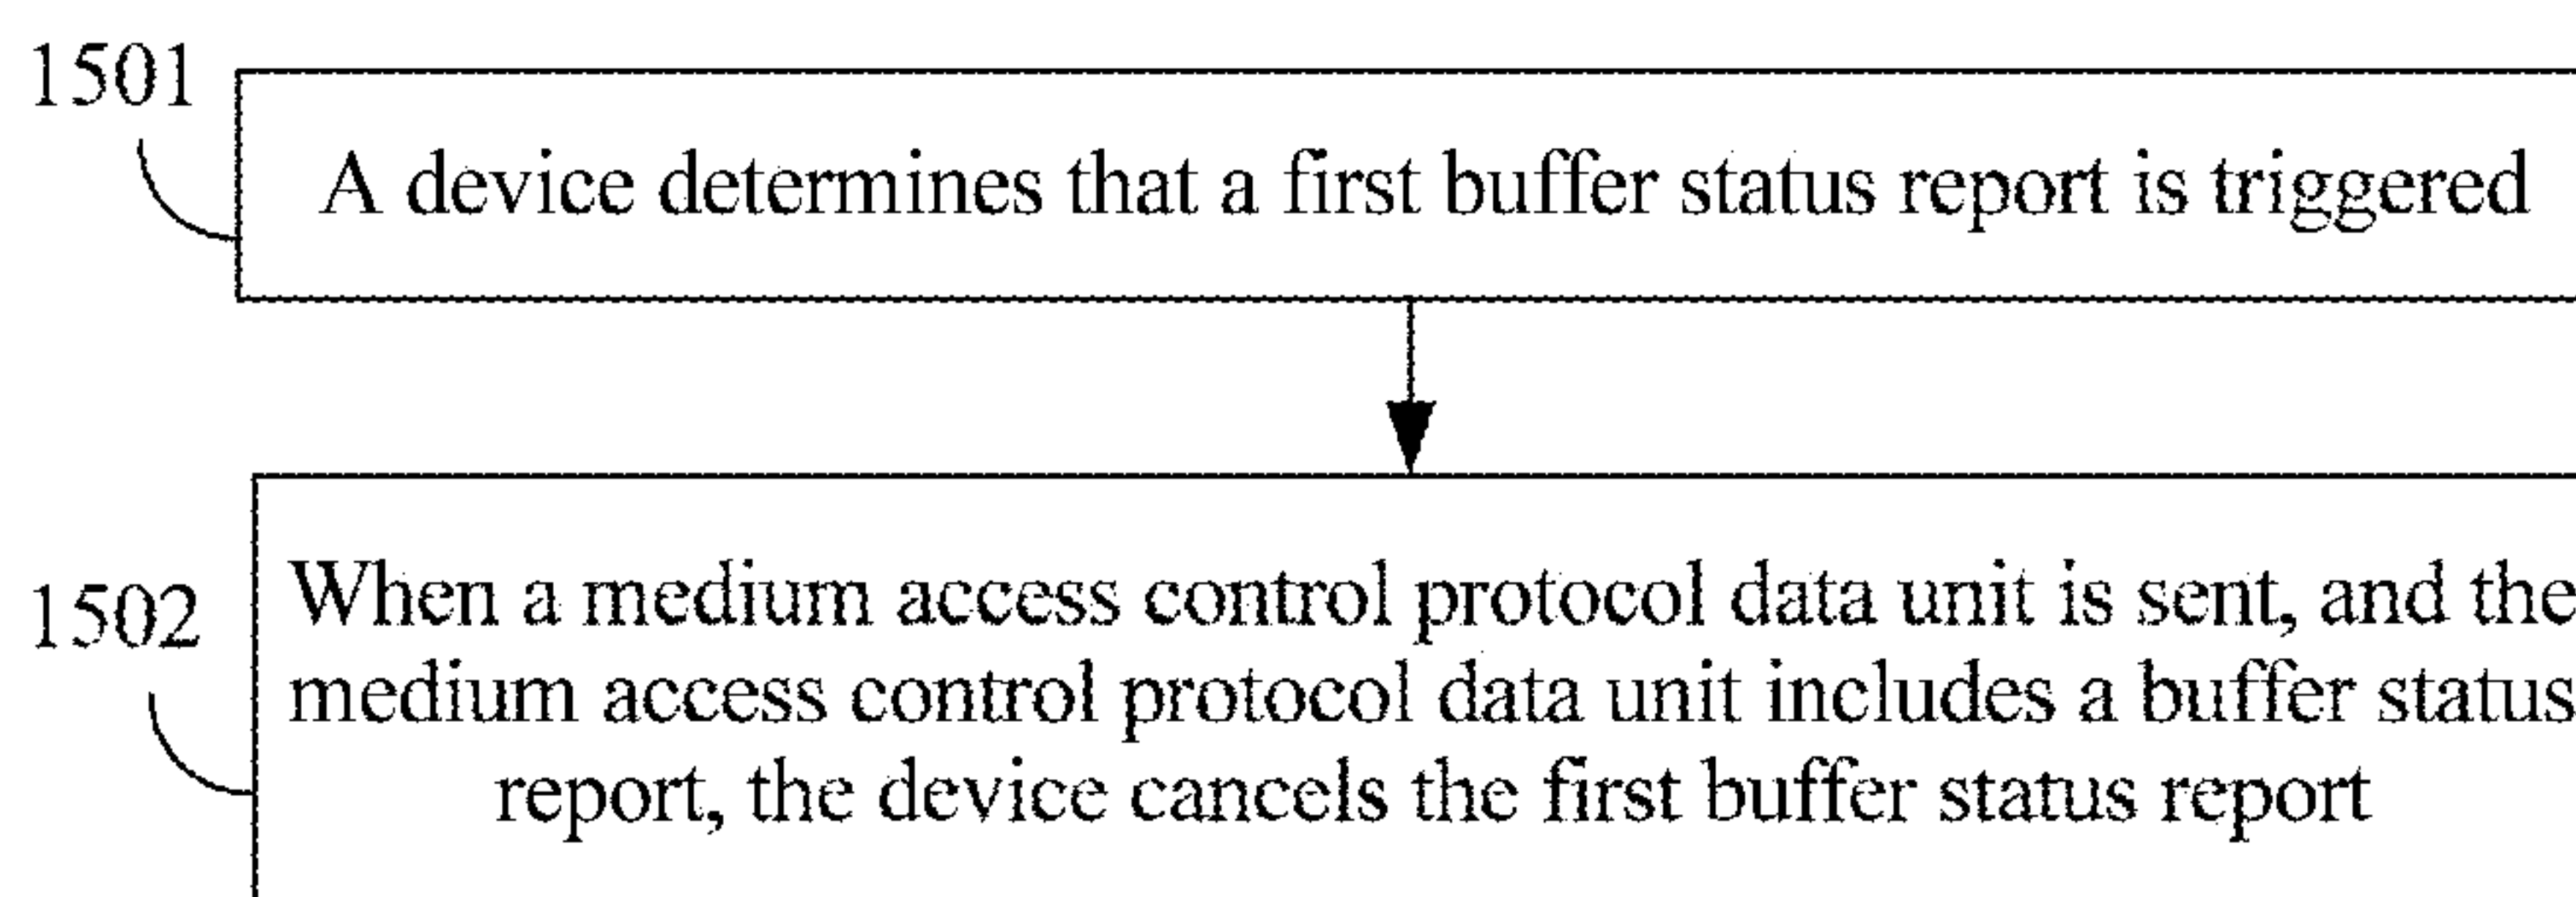 1501
A device determines that a first buffer status report is triggered
1502
When a medium access control protocol data unit is sent, and the
medium access control protocol data unit includes a buffer status
report, the device cancels the first buffer status report